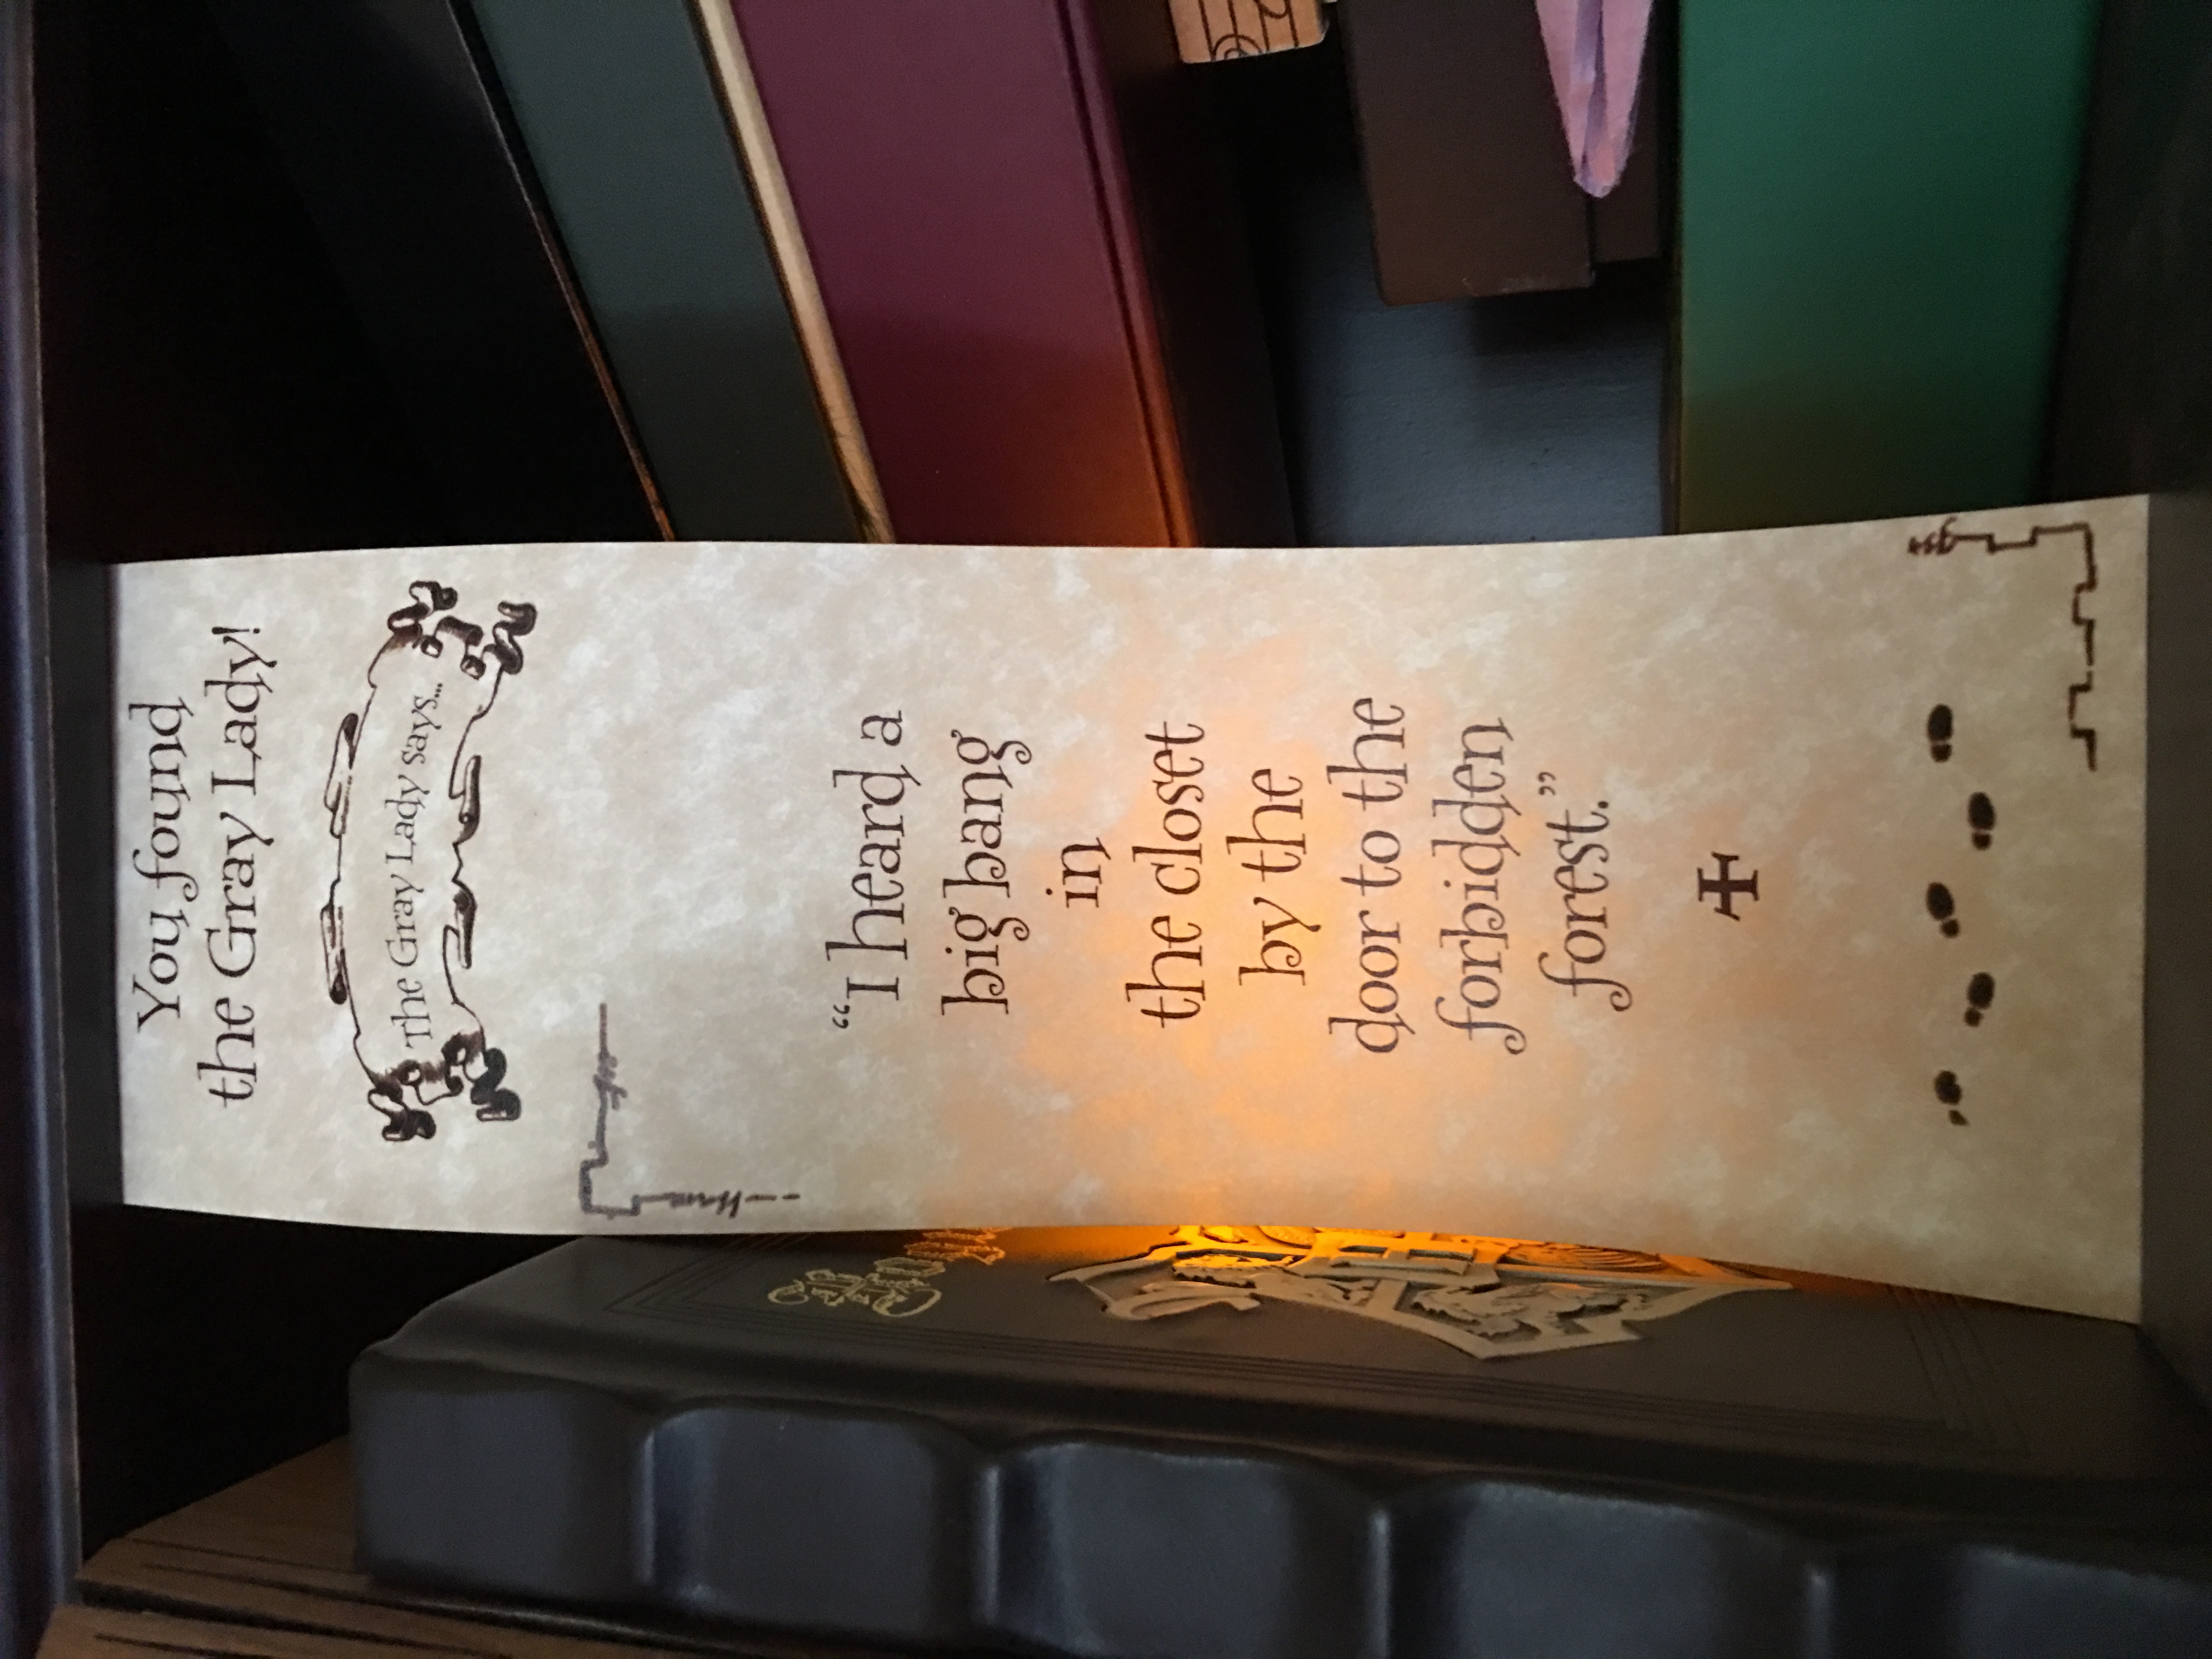 You found
the Gray Lady!
The Gray Lady says...
“I heard a
big bang
in
the closet
by the
door to the
forbidden
forest.”